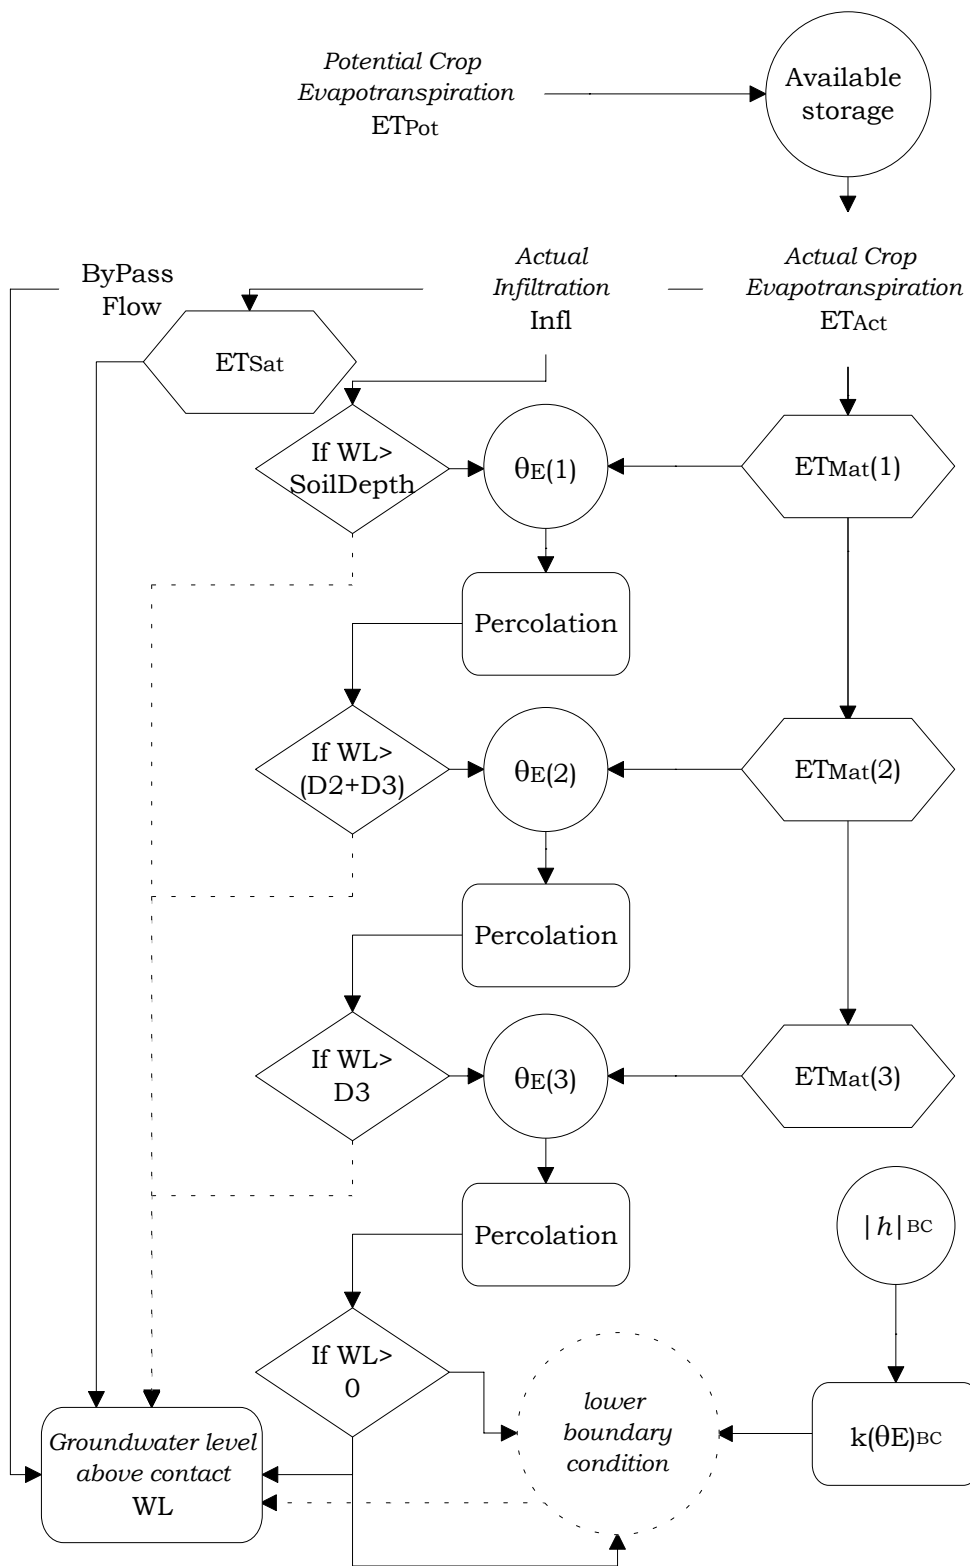 Potential Crop
Evapotranspiration
ETPot
Available
storage
ByPass
Flow
Actual
Infiltration
Infl
Actual Crop
Evapotranspiration
ETAct
ETSat
If WL>
SoilDepth
θE(1)
ETMat(1)
Percolation
If WL>
(D2+D3)
θE(2)
ETMat(2)
Percolation
If WL>
D3
θE(3)
ETMat(3)
Percolation
|h|BC
If WL>
0
lower
boundary
condition
k(θE)BC
Groundwater level
above contact
WL